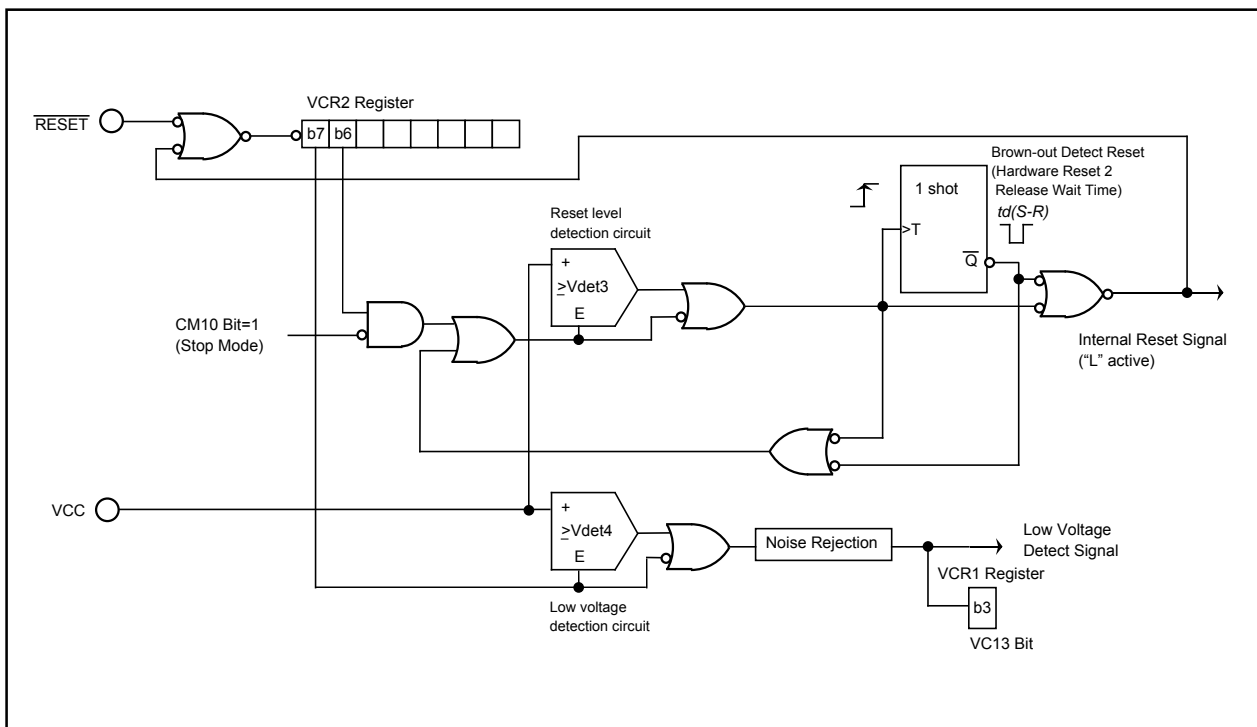 VCR2 Register
RESET
b7 b6
Brown-out Detect Reset
(Hardware Reset 2
Release Wait Time)
td(S-R)
1 shot
>T
Q
Reset level
detection circuit
+
≥Vdet3
E
CM10 Bit=1
(Stop Mode)
Internal Reset Signal
(“L” active)
VCC
+
≥Vdet4
E
Low voltage
detection circuit
Noise Rejection
Low Voltage
Detect Signal
VCR1 Register
b3
VC13 Bit